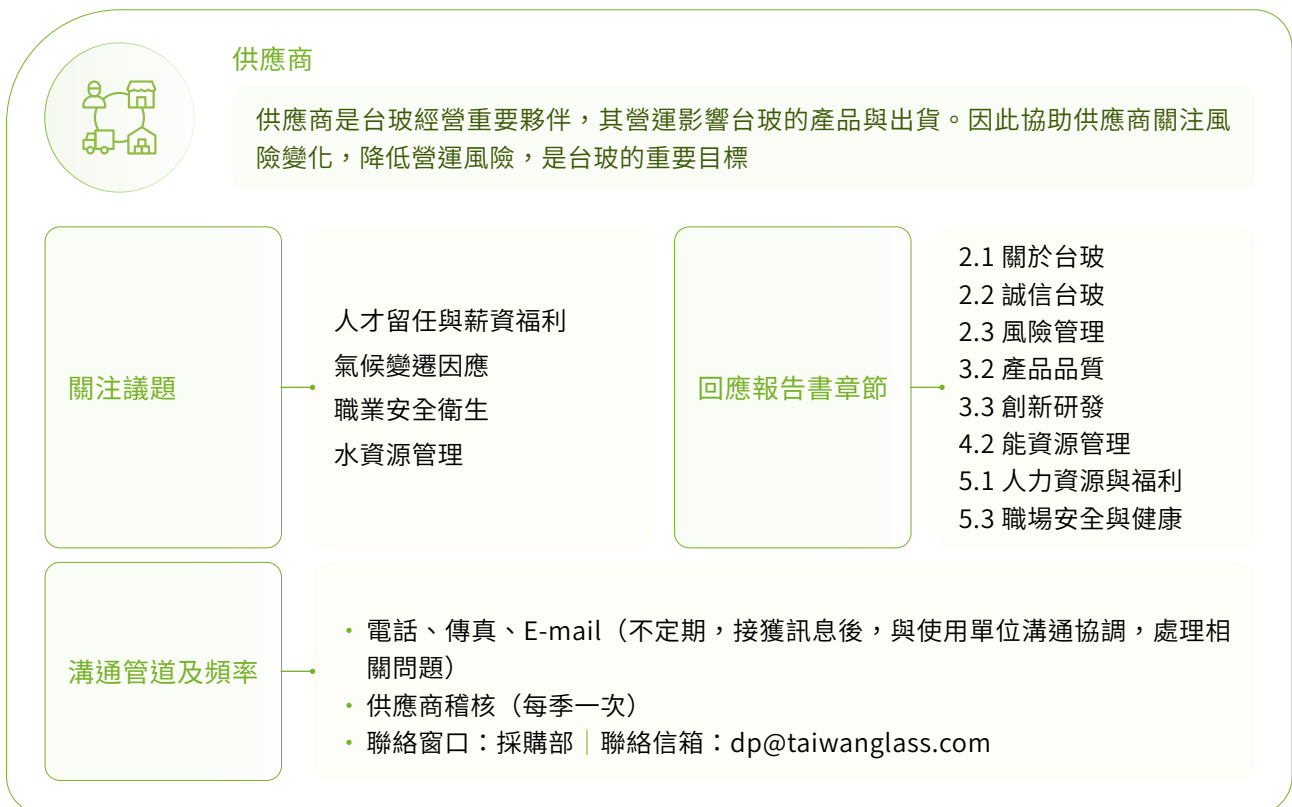 供應商
供應商是台玻經營重要夥伴，其營運影響台玻的產品與出貨。因此協助供應商關注風
險變化，降低營運風險，是台玻的重要目標
關注議題
人才留任與薪資福利
氣候變遷因應
職業安全衛生
水資源管理
回應報告書章節
2.1 關於台玻
2.2 誠信台玻
2.3 風險管理
3.2 產品品質
3.3 創新研發
4.2 能資源管理
5.1 人力資源與福利
5.3 職場安全與健康
溝通管道及頻率
• 電話、傳真、E-mail（不定期，接獲訊息後，與使用單位溝通協調，處理相
關問題）
• 供應商稽核（每季一次）
• 聯絡窗口：採購部｜聯絡信箱：dp@taiwanglass.com